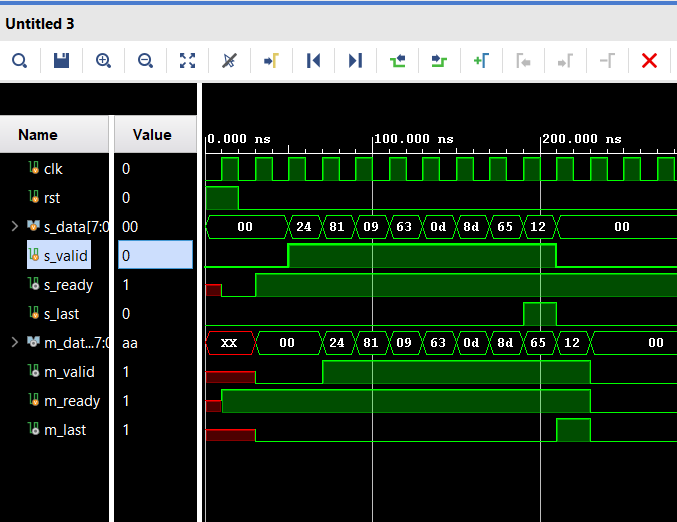 Untitled 3
Name Value
0.000 ns 100.000 ns 200.000 ns
clk 0
rst 0
s_data[7:0 00 00 24 81 09 63 0d 8d 65 12 00
s_valid 0
s_ready 1
s_last 0
m_dat...7:0 aa XX 00 24 81 09 63 0d 8d 65 12 00
m_valid 1
m_ready 1
m_last 1